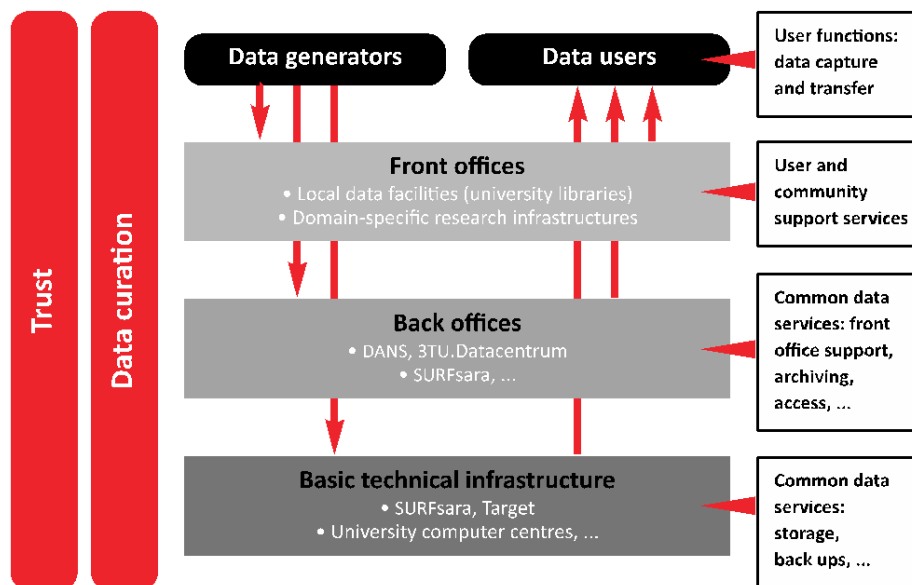 Trust
Data curation
Data generators
Data users
User functions:
data capture
and transfer
Front offices
• Local data facilities (university libraries)
• Domain-specific research infrastructures
User and
community
support services
Back offices
• DANS, 3TU.Datacentrum
• SURFsara, ...
Common data
services: front
office support,
archiving,
access, ...
Basic technical infrastructure
• SURFsara, Target
• University computer centres, ...
Common data
services:
storage,
back ups, ...